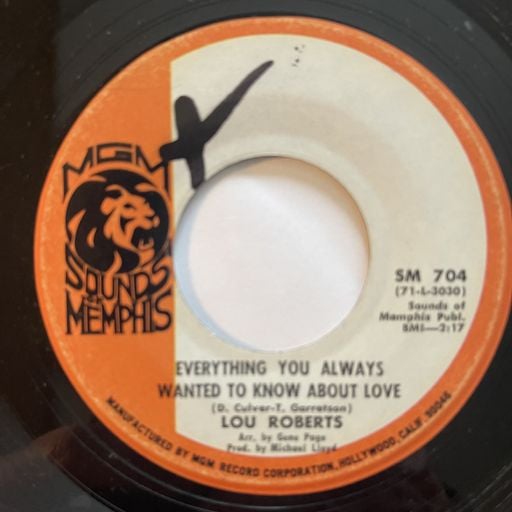 MGM
SOUNDS
OF
MEMPHIS
SM 704
(71-L-3030)
Sounds of
Memphis Publ.
BMI—2:17
EVERYTHING YOU ALWAYS
WANTED TO KNOW ABOUT LOVE
(D. Culver-T. Garretson)
LOU ROBERTS
Arr. by Gene Page
Prod. by Michael Lloyd
MANUFACTURED BY MGM RECORD CORPORATION, HOLLYWOOD, CALIF. 90046